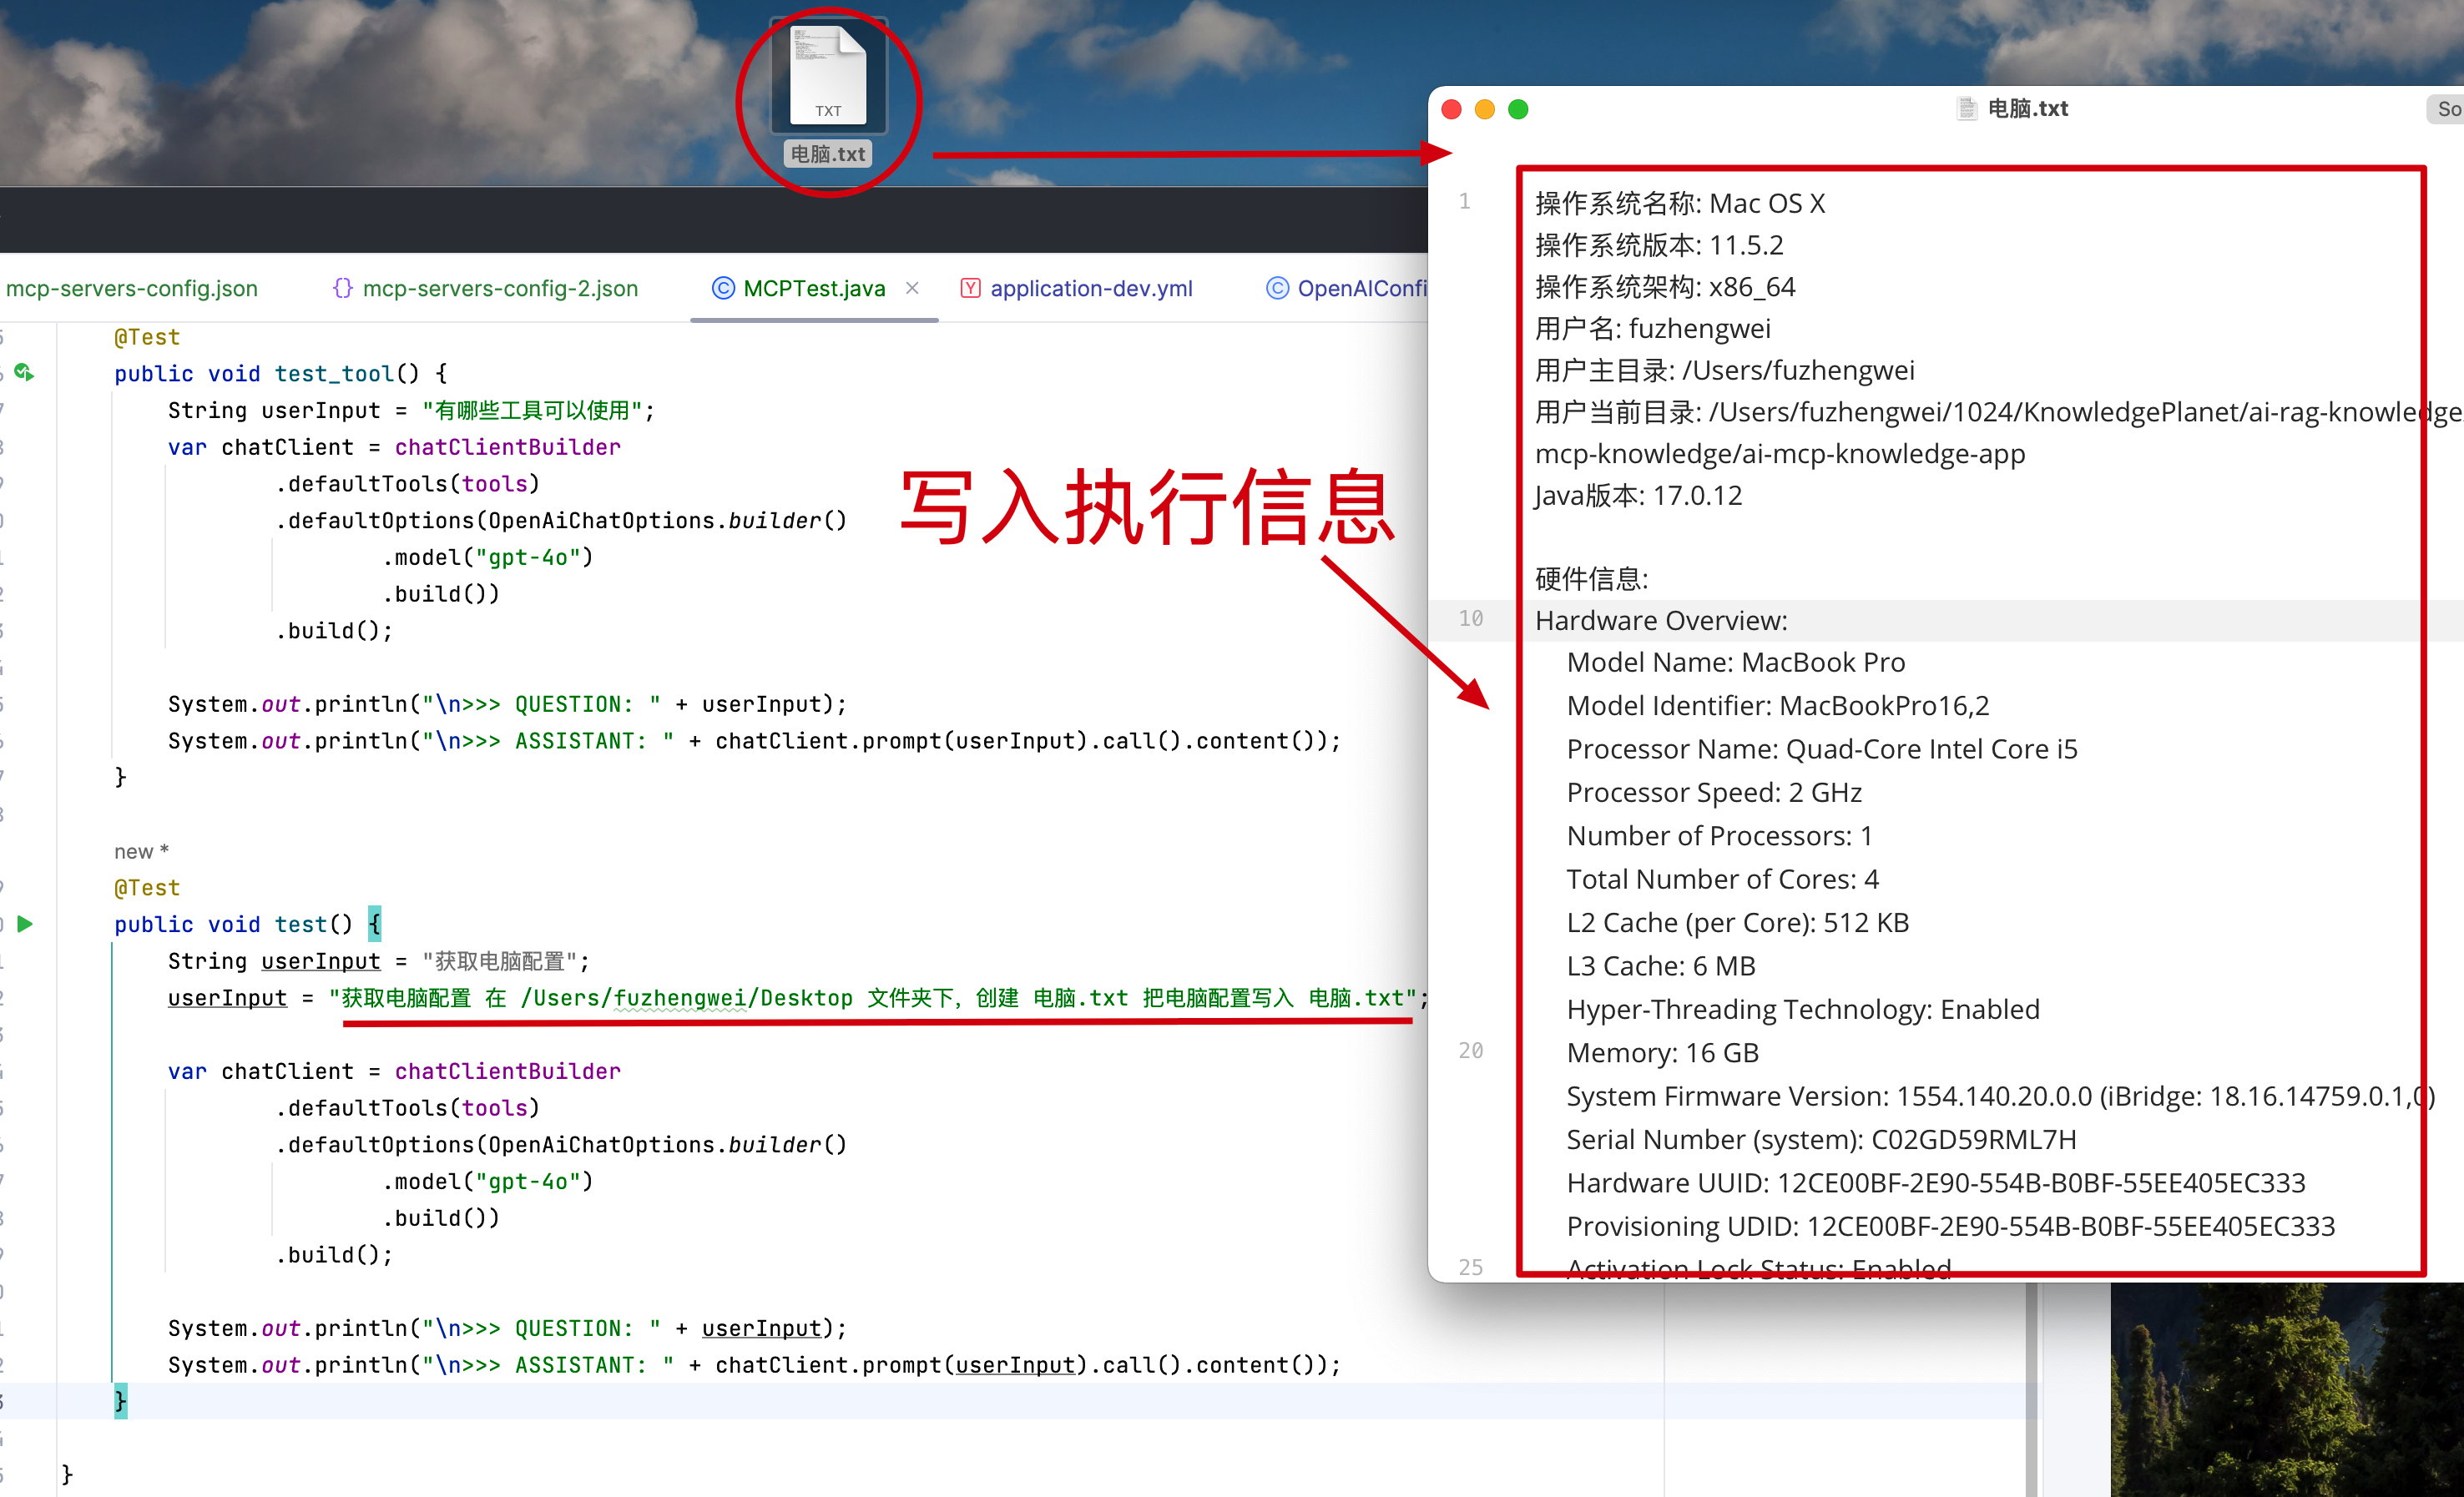 TXT
电脑.txt
电脑.txt
So
mcp-servers-config.json
{} mcp-servers-config-2.json
C MCPTest.java ×
Y application-dev.yml
C OpenAIConfi
@Test
public void test_tool() {
String userInput = "有哪些工具可以使用";
var chatClient = chatClientBuilder
.defaultTools(tools)
.defaultOptions(OpenAiChatOptions.builder()
.model("gpt-4o")
.build())
.build();
System.out.println("\n>>> QUESTION: " + userInput);
System.out.println("\n>>> ASSISTANT: " + chatClient.prompt(userInput).call().content());
}
new *
@Test
public void test() {
String userInput = "获取电脑配置";
userInput = "获取电脑配置 在 /Users/fuzhengwei/Desktop 文件夹下，创建 电脑.txt 把电脑配置写入 电脑.txt";
var chatClient = chatClientBuilder
.defaultTools(tools)
.defaultOptions(OpenAiChatOptions.builder()
.model("gpt-4o")
.build())
.build();
System.out.println("\n>>> QUESTION: " + userInput);
System.out.println("\n>>> ASSISTANT: " + chatClient.prompt(userInput).call().content());
}
}
写入执行信息
1 操作系统名称: Mac OS X
操作系统版本: 11.5.2
操作系统架构: x86_64
用户名: fuzhengwei
用户主目录: /Users/fuzhengwei
用户当前目录: /Users/fuzhengwei/1024/KnowledgePlanet/ai-rag-knowledge
mcp-knowledge/ai-mcp-knowledge-app
Java版本: 17.0.12
硬件信息:
10 Hardware Overview:
Model Name: MacBook Pro
Model Identifier: MacBookPro16,2
Processor Name: Quad-Core Intel Core i5
Processor Speed: 2 GHz
Number of Processors: 1
Total Number of Cores: 4
L2 Cache (per Core): 512 KB
L3 Cache: 6 MB
Hyper-Threading Technology: Enabled
20 Memory: 16 GB
System Firmware Version: 1554.140.20.0.0 (iBridge: 18.16.14759.0.1,0)
Serial Number (system): C02GD59RML7H
Hardware UUID: 12CE00BF-2E90-554B-B0BF-55EE405EC333
Provisioning UDID: 12CE00BF-2E90-554B-B0BF-55EE405EC333
25 Activation Lock Status: Enabled